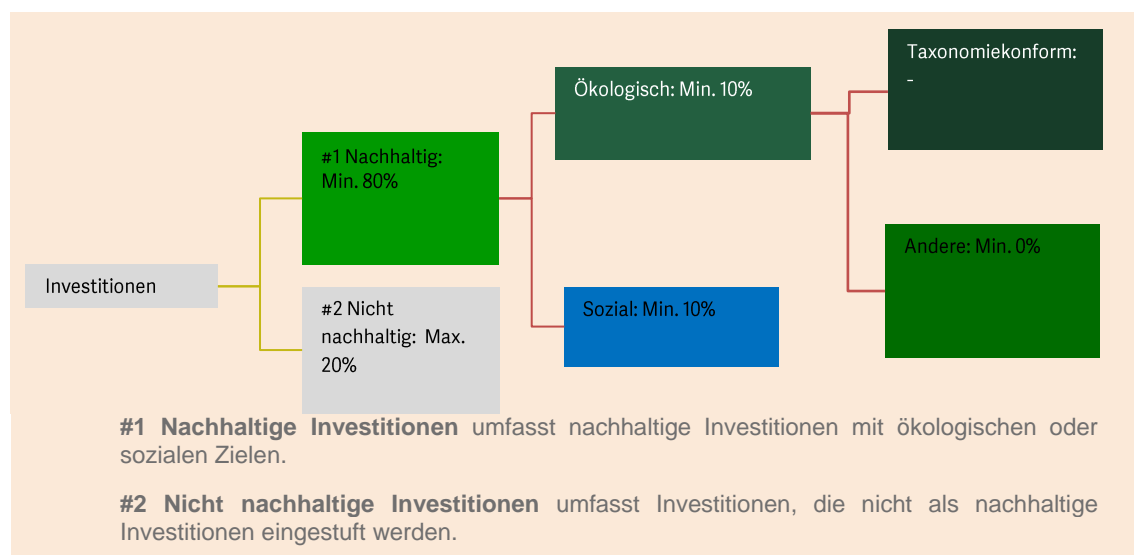 Investitionen
#1 Nachhaltig:
Min. 80%
#2 Nicht
nachhaltig: Max.
20%
Ökologisch: Min. 10%
Sozial: Min. 10%
Taxonomiekonform:
-
Andere: Min. 0%
#1 Nachhaltige Investitionen umfasst nachhaltige Investitionen mit ökologischen oder
sozialen Zielen.
#2 Nicht nachhaltige Investitionen umfasst Investitionen, die nicht als nachhaltige
Investitionen eingestuft werden.